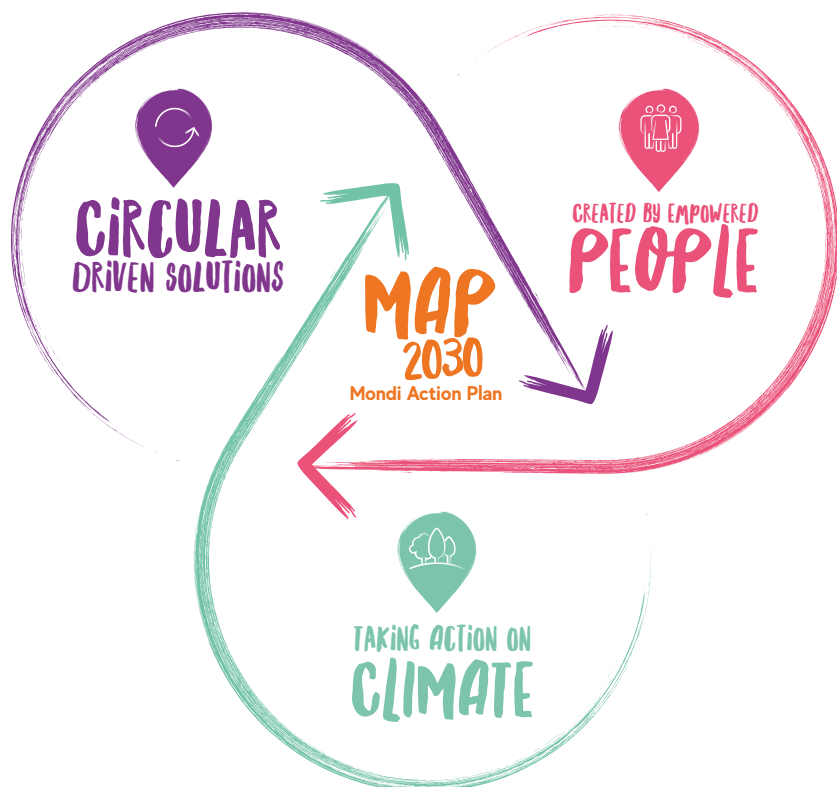 CiRCULAR
DRiVEN SOLUTiONS
CREATED BY EMPOWERED
PEOPLE
MAP
2030
Mondi Action Plan
TAKiNG ACTiON ON
CLIMATE